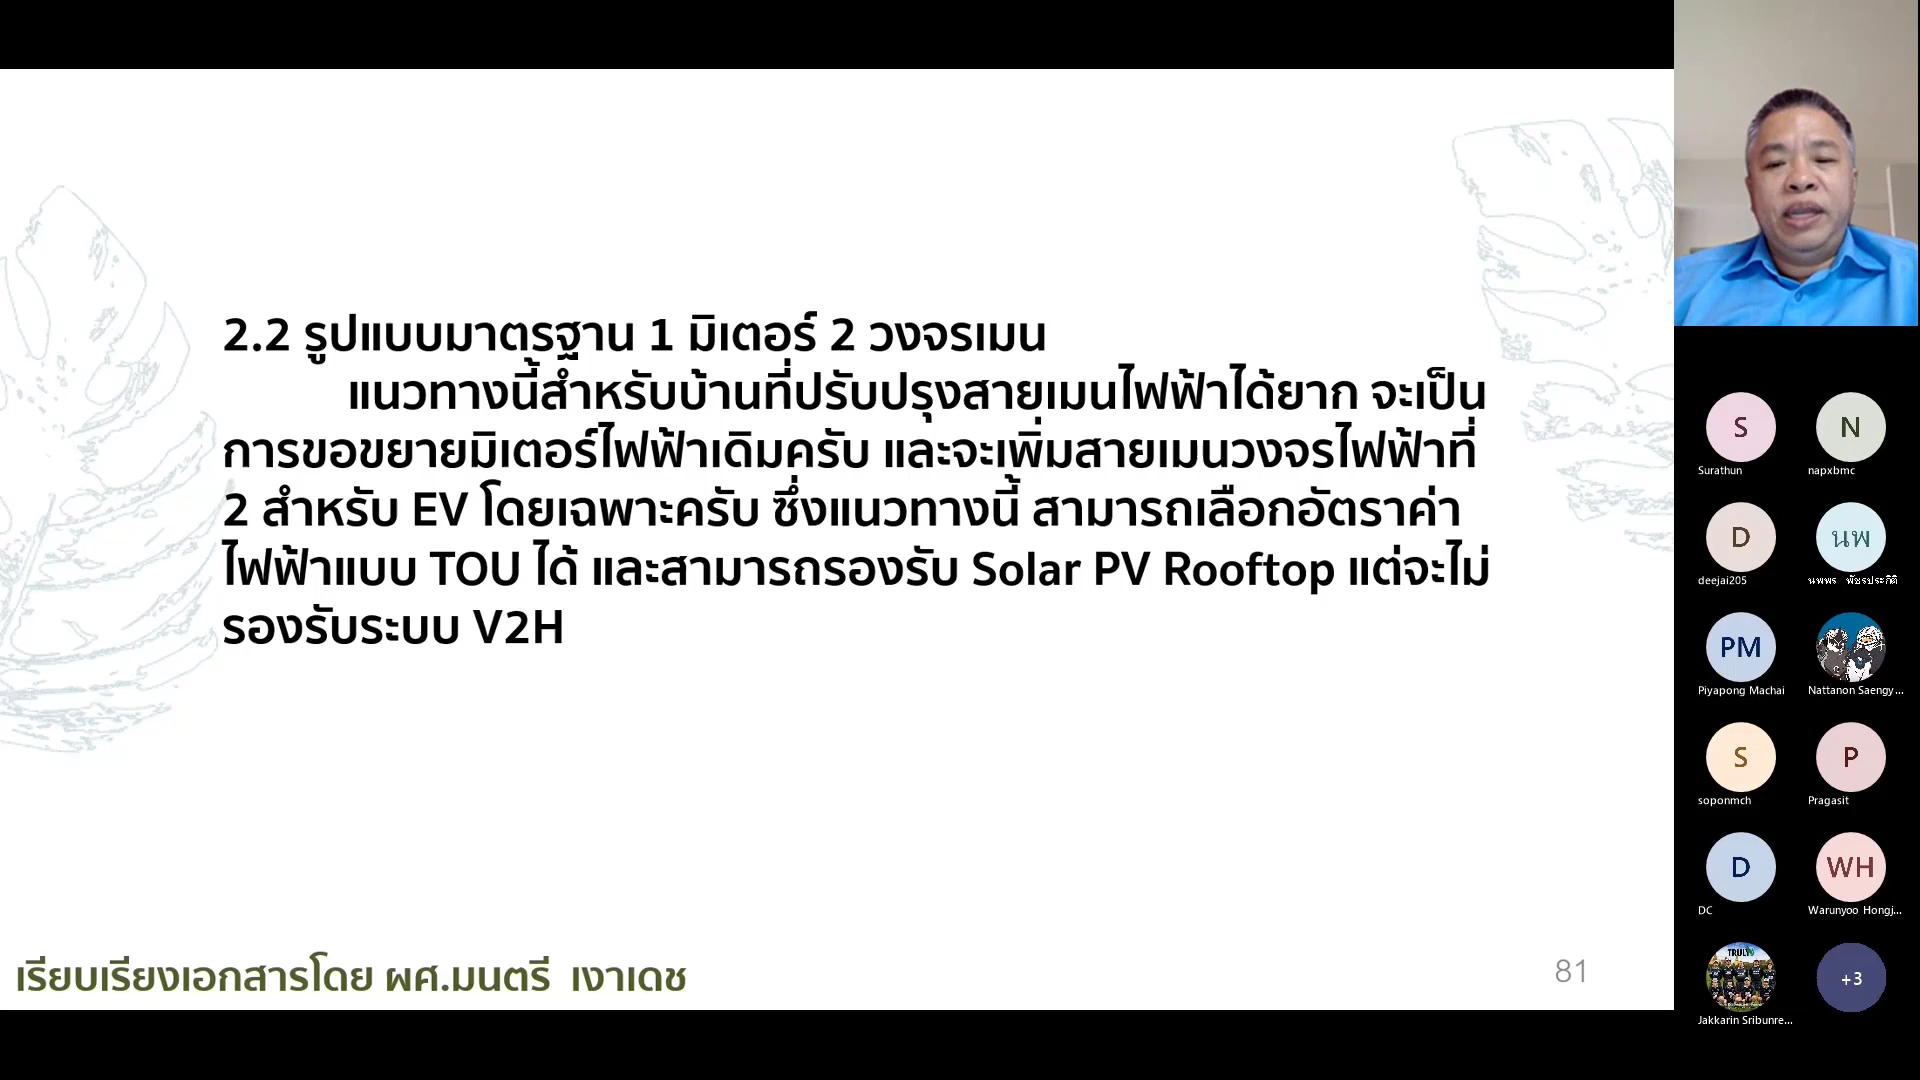 2.2 รูปแบบมาตรฐาน 1 มิเตอร์ 2 วงจรเมน
แนวทางนี้สำหรับบ้านที่ปรับปรุงสายเมนไฟฟ้าได้ยาก จะเป็น
การขอขยายมิเตอร์ไฟฟ้าเดิมครับ และจะเพิ่มสายเมนวงจรไฟฟ้าที่
2 สำหรับ EV โดยเฉพาะครับ ซึ่งแนวทางนี้ สามารถเลือกอัตราค่า
ไฟฟ้าแบบ TOU ได้ และสามารถรองรับ Solar PV Rooftop แต่จะไม่
รองรับระบบ V2H
เรียบเรียงเอกสารโดย ผศ.มนตรี เงาเดช
81
S
Surathun
N
napxbmc
D
deejai205
นพ
นพพร พัชรประกิติ
PM
Piyapong Machai
Nattanon Saengy...
S
soponmch
P
Pragasit
D
DC
WH
Warunyoo Hongj...
TRULY
Jakkarin Sribunre...
+3